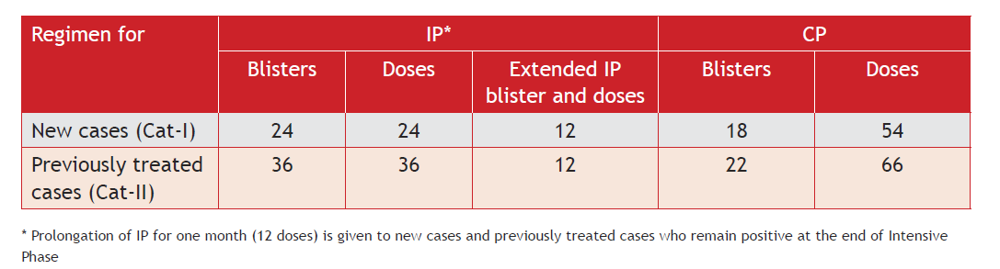 Regimen for IP* CP
Blisters Doses Extended IP Blisters Doses
blister and doses
New cases (Cat-I) 24 24 12 18 54
Previously treated 36 36 12 22 66
cases (Cat-II)
* Prolongation of IP for one month (12 doses) is given to new cases and previously treated cases who remain positive at the end of Intensive
Phase